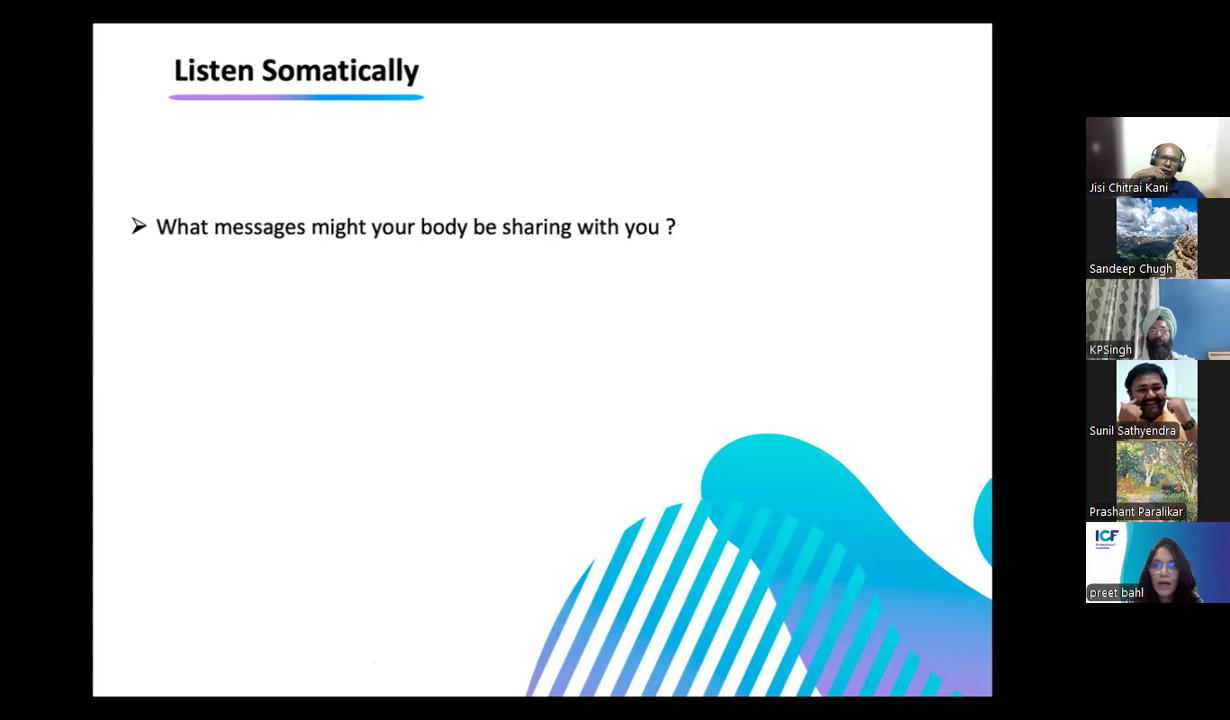 Listen Somatically
➢ What messages might your body be sharing with you ?
Jisi Chitrai Kani
Sandeep Chugh
KPSingh
Sunil Sathyendra
Prashant Paralikar
ICF
preet bahl